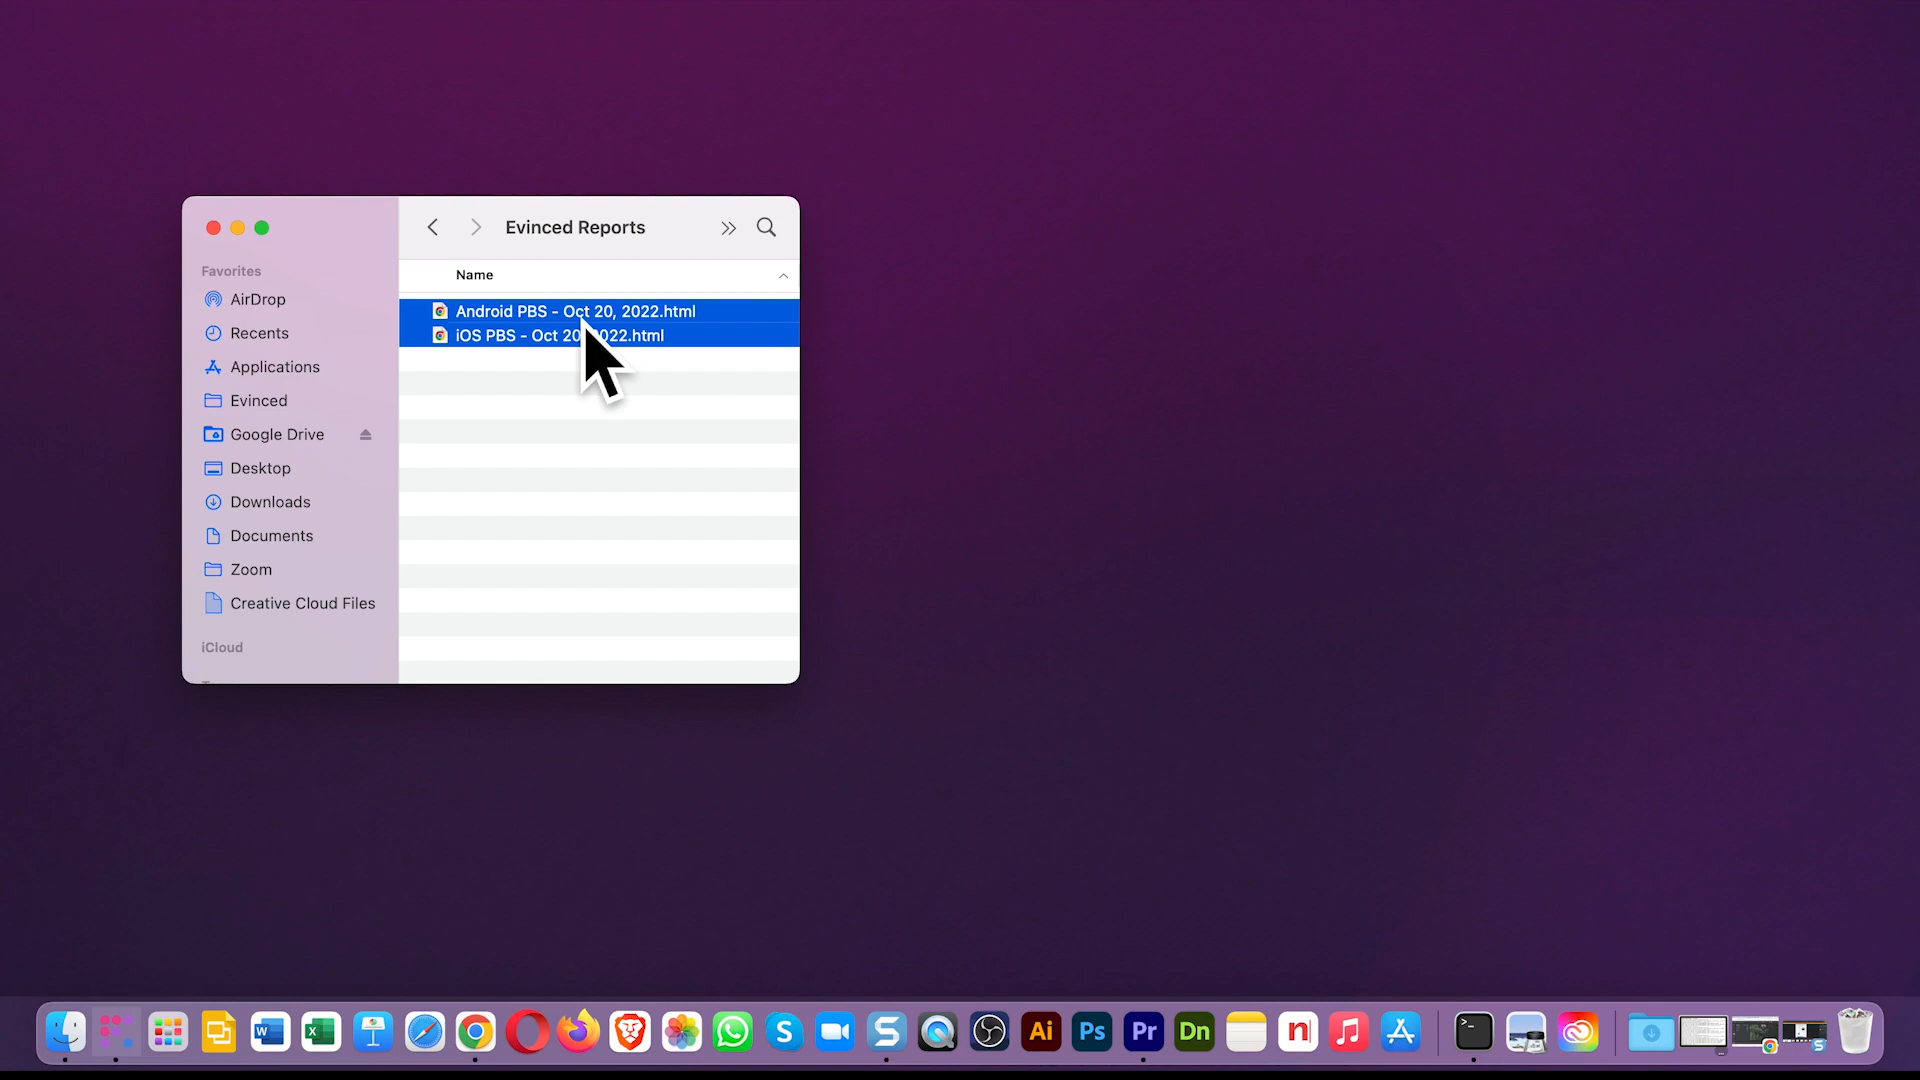 Evinced Reports
Favorites
AirDrop
Recents
Applications
Evinced
Google Drive
Desktop
Downloads
Documents
Zoom
Creative Cloud Files
iCloud
Name
Android PBS - Oct 20, 2022.html
iOS PBS - Oct 20 022.html
W X S S Ai Ps Pr Dn n >_ S